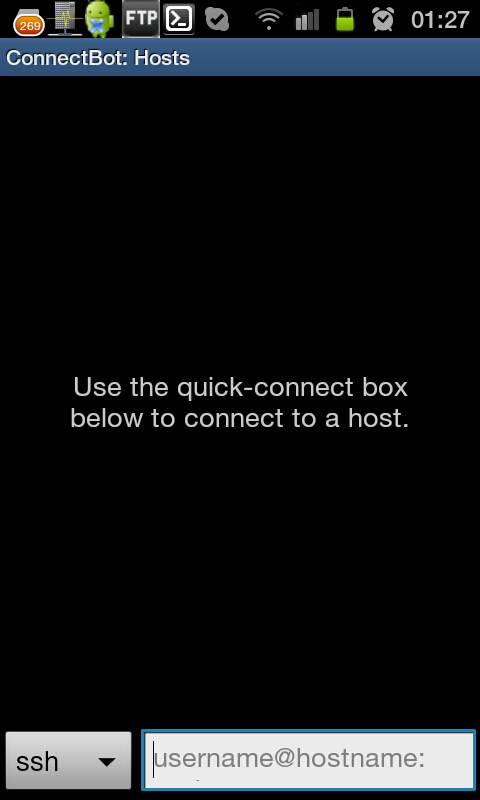 269 FTP 01:27
ConnectBot: Hosts
Use the quick-connect box
below to connect to a host.
ssh username@hostname: